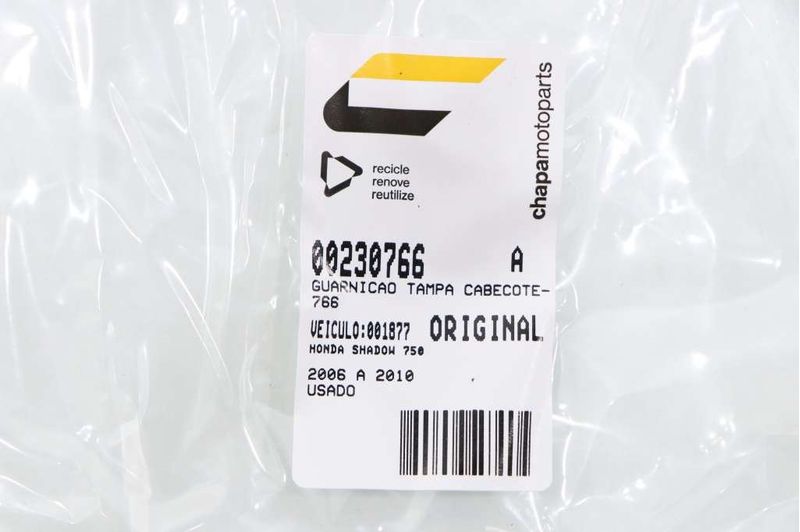 chapamotoparts
recicle
renove
reutilize
00230766 A
GUARNICAO TAMPA CABECOTE-
766
VEICULO:001877 ORIGINAL
HONDA SHADOW 750
2006 A 2010
USADO